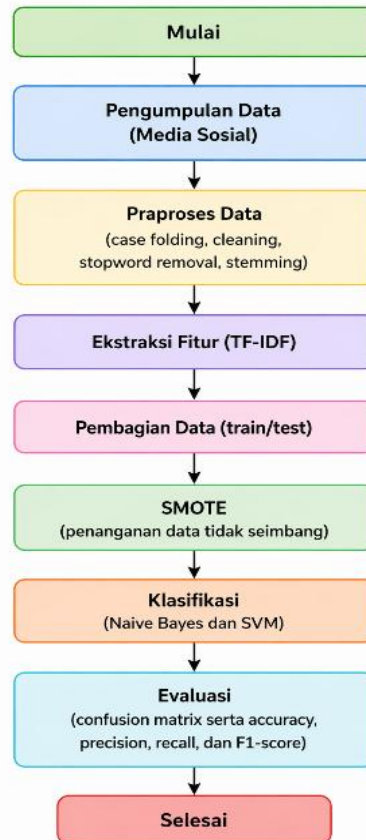 Mulai
Pengumpulan Data
(Media Sosial)
Praproses Data
(case folding, cleaning,
stopword removal, stemming)
Ekstraksi Fitur (TF-IDF)
Pembagian Data (train/test)
SMOTE
(penanganan data tidak seimbang)
Klasifikasi
(Naive Bayes dan SVM)
Evaluasi
(confusion matrix serta accuracy,
precision, recall, dan F1-score)
Selesai